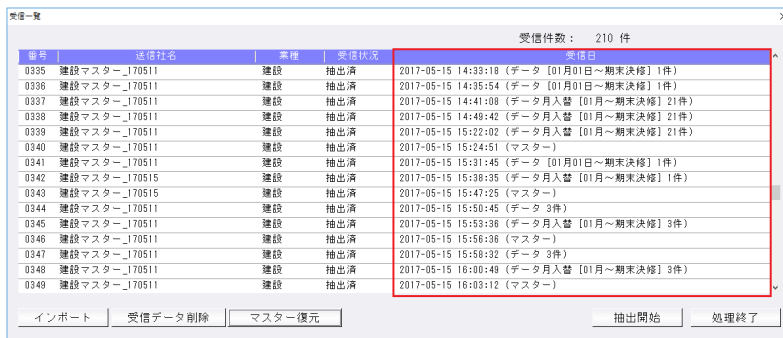 受信一覧
受信件数： 210 件
番号 送信社名 業種 受信状況 受信日
0335 建設マスター_170511 建設 抽出済 2017-05-15 14:33:18 (データ [01月01日～期末決修] 1件)
0336 建設マスター_170511 建設 抽出済 2017-05-15 14:35:54 (データ [01月01日～期末決修] 1件)
0337 建設マスター_170511 建設 抽出済 2017-05-15 14:41:08 (データ月入替 [01月～期末決修] 21件)
0338 建設マスター_170511 建設 抽出済 2017-05-15 14:49:42 (データ月入替 [01月～期末決修] 21件)
0339 建設マスター_170511 建設 抽出済 2017-05-15 15:22:02 (データ月入替 [01月～期末決修] 21件)
0340 建設マスター_170511 建設 抽出済 2017-05-15 15:24:51 (マスター)
0341 建設マスター_170511 建設 抽出済 2017-05-15 15:31:45 (データ [01月01日～期末決修] 1件)
0342 建設マスター_170515 建設 抽出済 2017-05-15 15:38:35 (データ月入替 [01月～期末決修] 1件)
0343 建設マスター_170515 建設 抽出済 2017-05-15 15:47:25 (マスター)
0344 建設マスター_170511 建設 抽出済 2017-05-15 15:50:45 (データ 3件)
0345 建設マスター_170511 建設 抽出済 2017-05-15 15:53:36 (データ月入替 [01月～期末決修] 3件)
0346 建設マスター_170511 建設 抽出済 2017-05-15 15:56:36 (マスター)
0347 建設マスター_170511 建設 抽出済 2017-05-15 15:58:32 (データ 3件)
0348 建設マスター_170511 建設 抽出済 2017-05-15 16:00:49 (データ月入替 [01月～期末決修] 3件)
0349 建設マスター_170511 建設 抽出済 2017-05-15 16:03:12 (マスター)
インポート 受信データ削除 マスター復元 抽出開始 処理終了